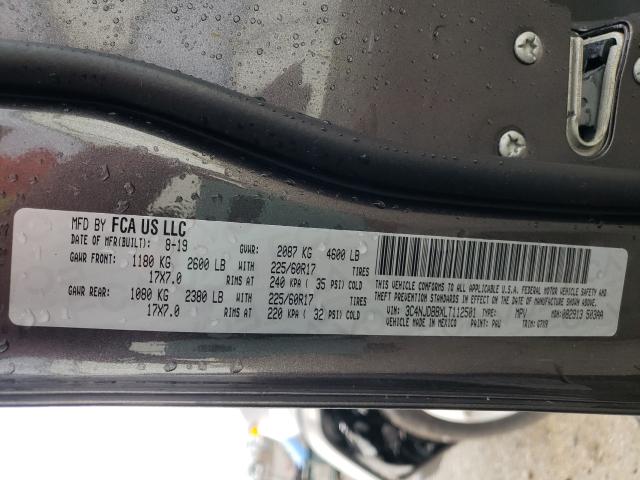 MFD BY FCA US LLC
DATE OF MFR(BUILT): 8-19 GVWR: 2087 KG 4600 LB
GAWR FRONT: 1180 KG 2600 LB WITH 225/60R17 TIRES
17X7.0 RIMS AT 240 KPA ( 35 PSI) COLD
GAWR REAR: 1080 KG 2380 LB WITH 225/60R17 TIRES
17X7.0 RIMS AT 220 KPA ( 32 PSI) COLD
THIS VEHICLE CONFORMS TO ALL APPLICABLE U.S.A. FEDERAL MOTOR VEHICLE SAFETY AND
THEFT PREVENTION STANDARDS IN EFFECT ON THE DATE OF MANUFACTURE SHOWN ABOVE.
VIN: 3C4NJDBBXLT112501 TYPE: MPV MDH: 082913 503AA
VEHICLE MADE IN MEXICO PAINT: PAU TRIM: